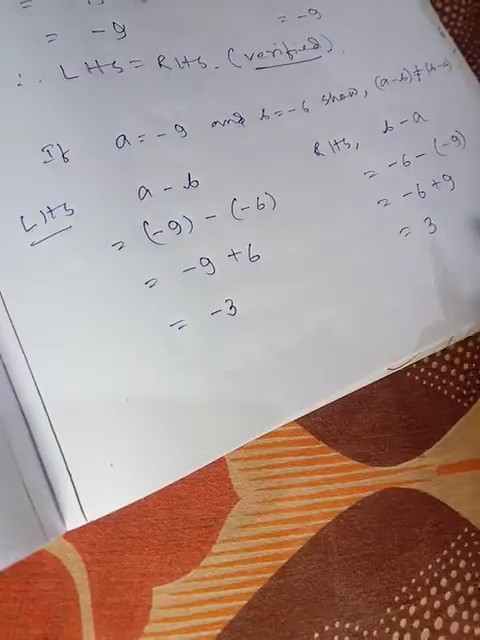 = -9
= -9
∴ LHS = RHS. (verified).
If a = -9 and b = -6 show, (a-b) ≠ (b-a)
LHS
a - b
= (-9) - (-6)
= -9 + 6
= -3
RHS, b - a
= -6 - (-9)
= -6 + 9
= 3